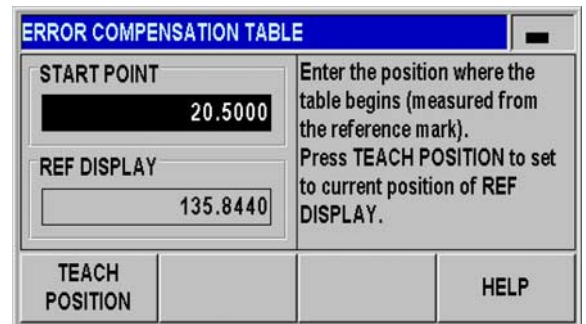 ERROR COMPENSATION TABLE
START POINT
20.5000
REF DISPLAY
135.8440
Enter the position where the
table begins (measured from
the reference mark).
Press TEACH POSITION to set
to current position of REF
DISPLAY.
TEACH
POSITION
HELP